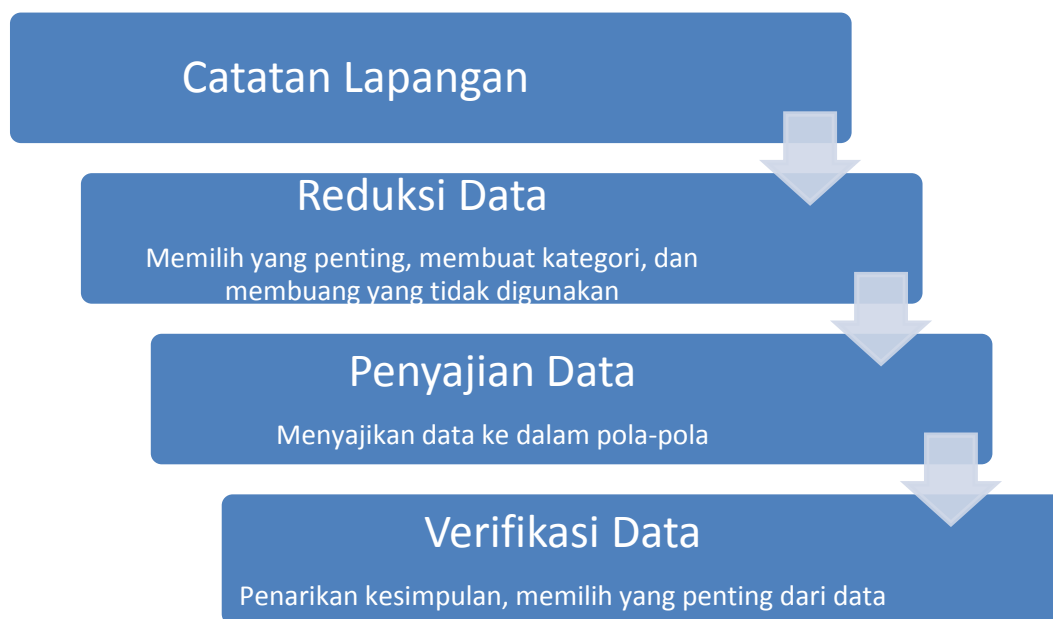 Catatan Lapangan
Reduksi Data
Memilih yang penting, membuat kategori, dan
membuang yang tidak digunakan
Penyajian Data
Menyajikan data ke dalam pola-pola
Verifikasi Data
Penarikan kesimpulan, memilih yang penting dari data